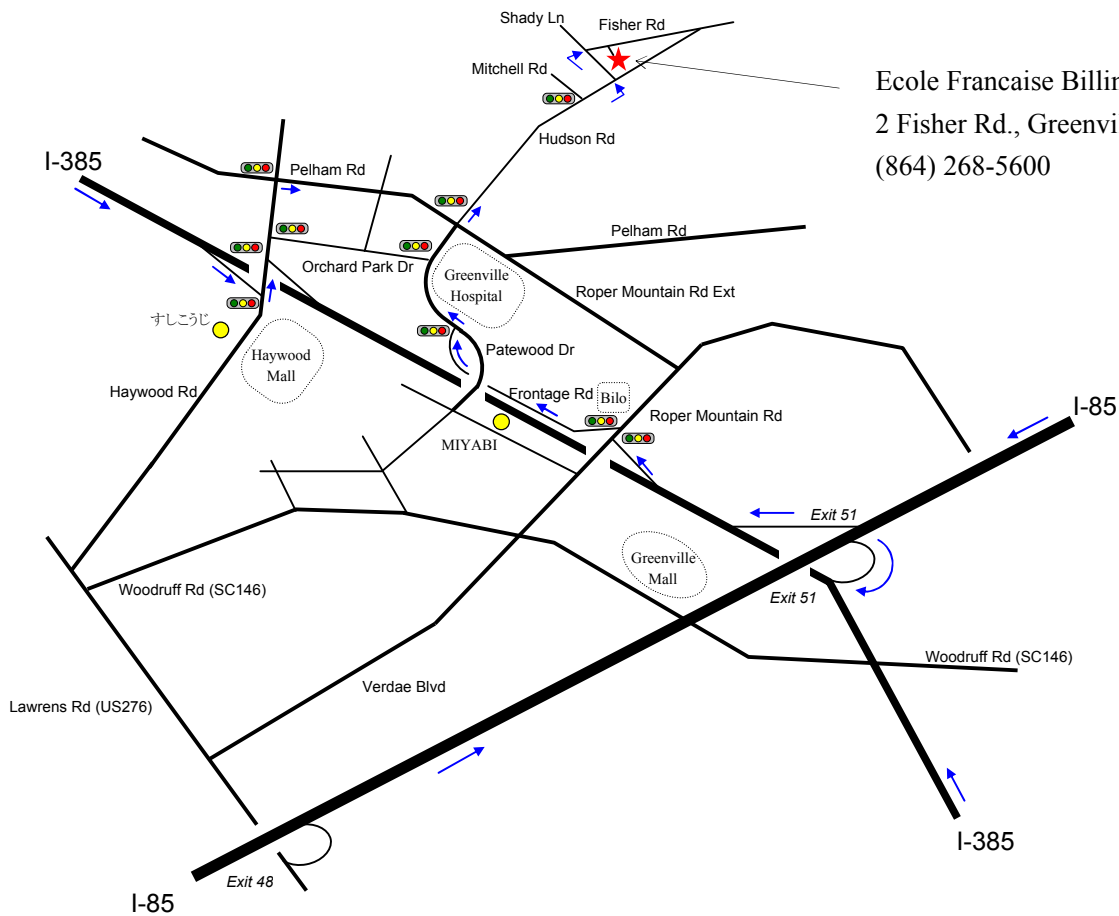 Shady Ln
Fisher Rd
Mitchell Rd
Hudson Rd
Ecole Francaise
2 Fisher Rd.,
(864) 268-5600
I-385
Pelham Rd
Pelham Rd
Orchard Park Dr
Greenville
Hospital
Roper Mountain Rd Ext
すしこうじ
Haywood
Mall
Patewood Dr
Haywood Rd
Frontage Rd
Bilo
Roper Mountain Rd
I-85
MIYABI
Exit 51
Greenville
Mall
Exit 51
Woodruff Rd (SC146)
Woodruff Rd (SC146)
Verdae Blvd
Lawrens Rd (US276)
I-385
Exit 48
I-85